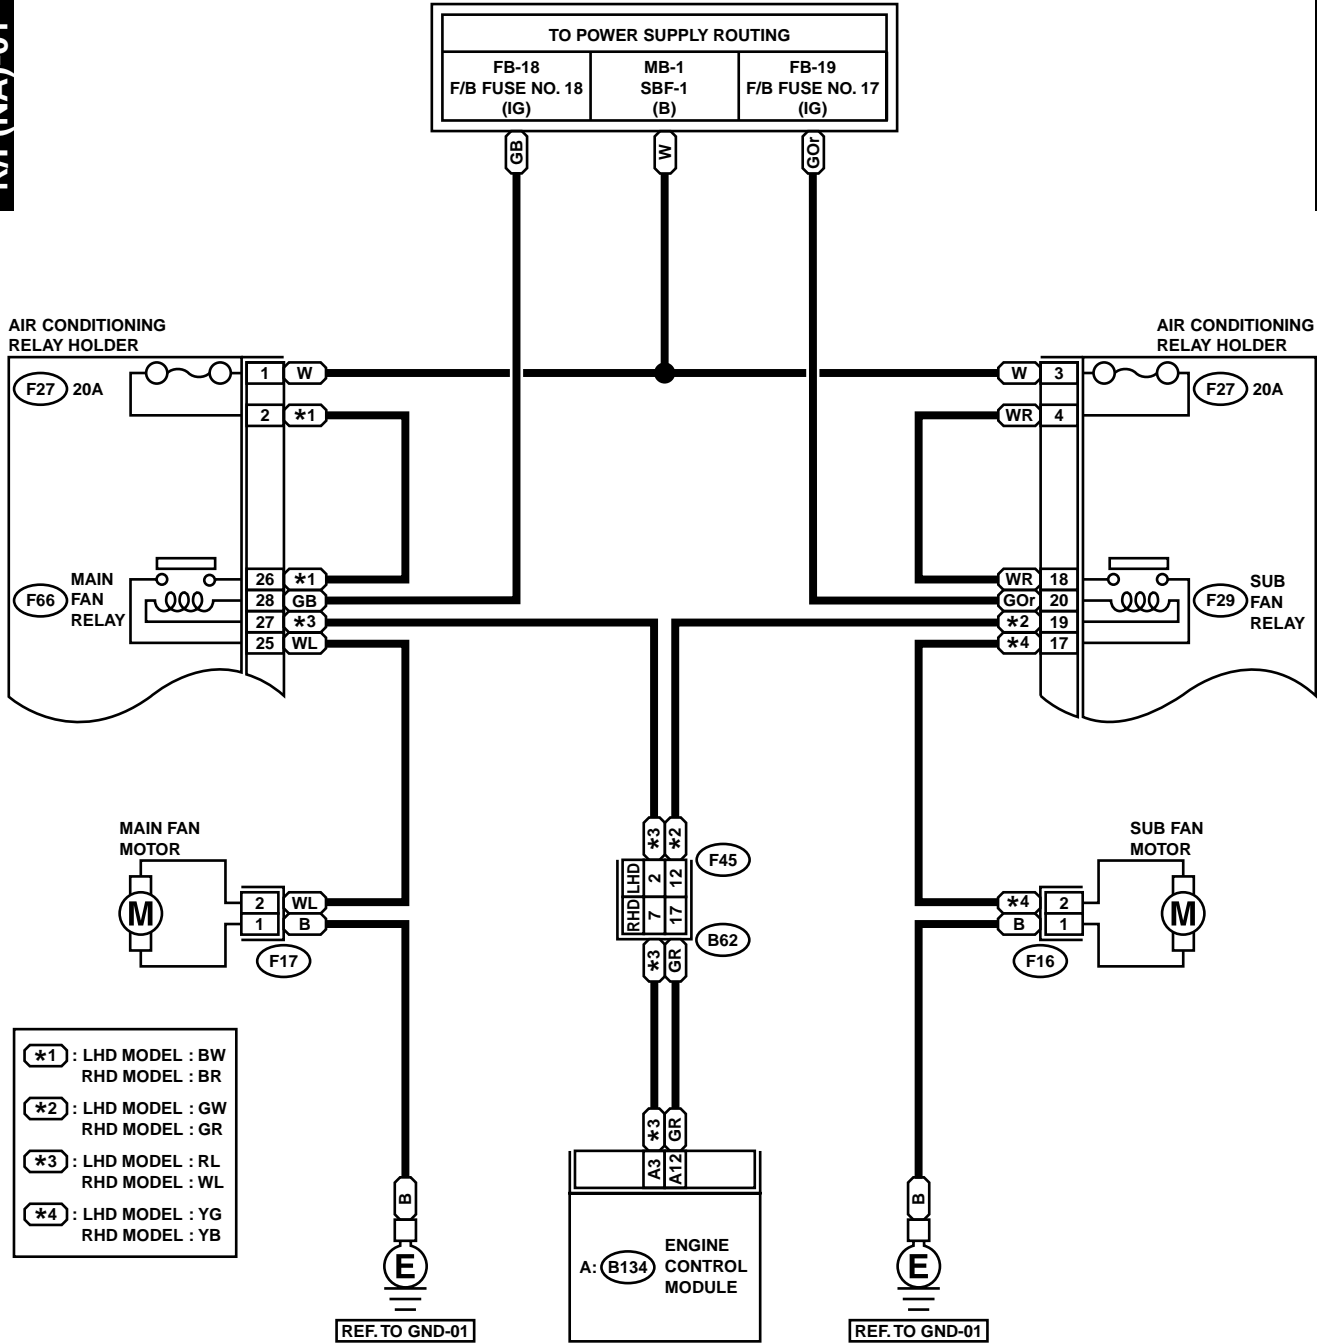 TO POWER SUPPLY ROUTING
FB-18
F/B FUSE NO. 18
(IG)
MB-1
SBF-1
(B)
FB-19
F/B FUSE NO. 17
(IG)
GB
W
GOr
AIR CONDITIONING
RELAY HOLDER
F27 20A
1 W
2 *1
MAIN
FAN
RELAY
F66
26 *1
28 GB
27 *3
25 WL
AIR CONDITIONING
RELAY HOLDER
W 3
WR 4
F27 20A
WR 18
GOr 20
*2 19
*4 17
F29
SUB
FAN
RELAY
MAIN FAN
MOTOR
M
2 WL
1 B
F17
*3 *2
F45
LHD 2 12
RHD 7 17
B62
*3 GR
SUB FAN
MOTOR
*4 2
B 1
M
F16
*1 : LHD MODEL : BW
RHD MODEL : BR
*2 : LHD MODEL : GW
RHD MODEL : GR
*3 : LHD MODEL : RL
RHD MODEL : WL
*4 : LHD MODEL : YG
RHD MODEL : YB
B
E
REF. TO GND-01
*3 GR
A3 A12
A: B134
ENGINE
CONTROL
MODULE
B
E
REF. TO GND-01